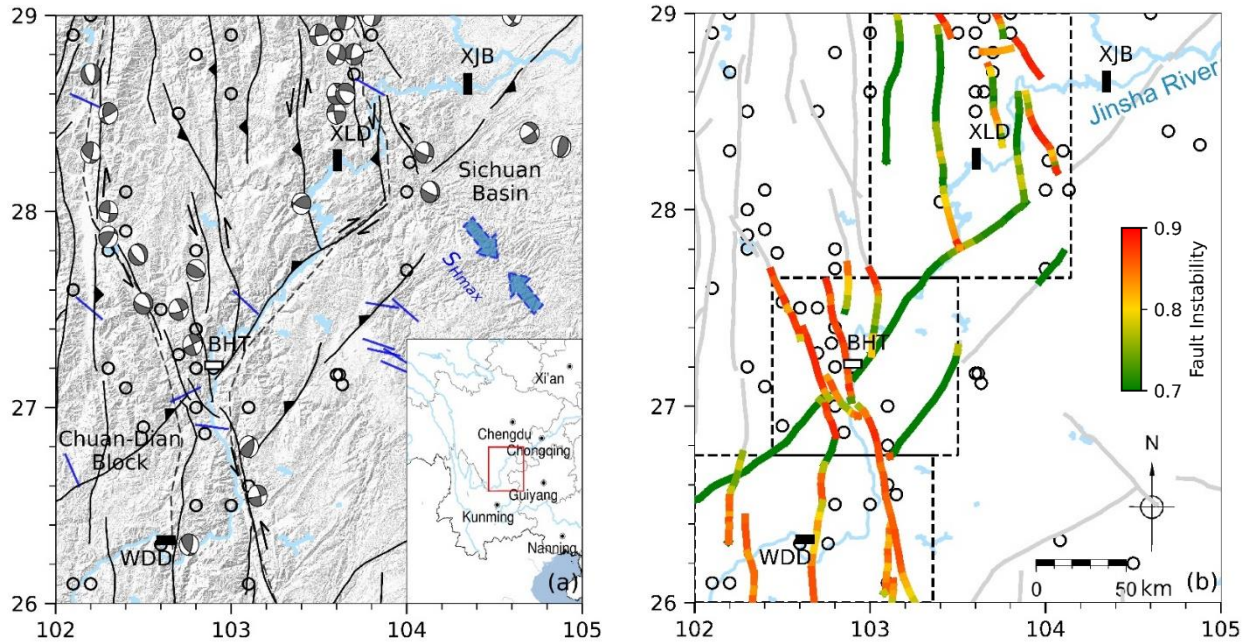 29
28
27
26
102
103
104
105
XJB
XLD
Sichuan
Basin
SHmax
BHT
Chuan-Dian
Block
WDD
Xi'an
Chengdu
Chongqing
Guiyang
Kunming
Nanning
(a)
29
28
27
26
102
103
104
105
XJB
Jinsha River
XLD
0.9
0.8
0.7
Fault Instability
BHT
N
WDD
0
50 km
(b)